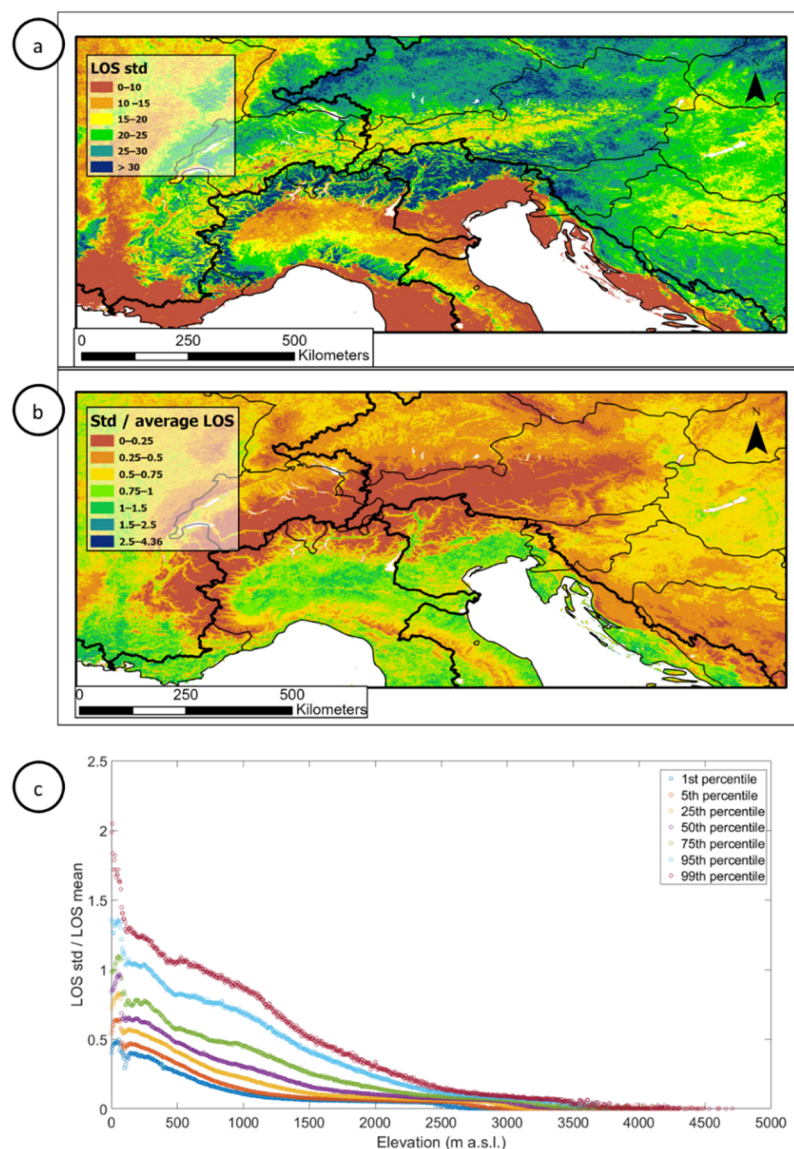 a
LOS std
0–10
10 –15
15–20
20–25
25–30
> 30
N
0 250 500
Kilometers
b
Std / average LOS
0–0.25
0.25–0.5
0.5–0.75
0.75–1
1–1.5
1.5–2.5
2.5–4.36
N
0 250 500
Kilometers
c
LOS std / LOS mean
2.5
2
1.5
1
0.5
0
1st percentile
5th percentile
25th percentile
50th percentile
75th percentile
95th percentile
99th percentile
0 500 1000 1500 2000 2500 3000 3500 4000 4500 5000
Elevation (m a.s.l.)